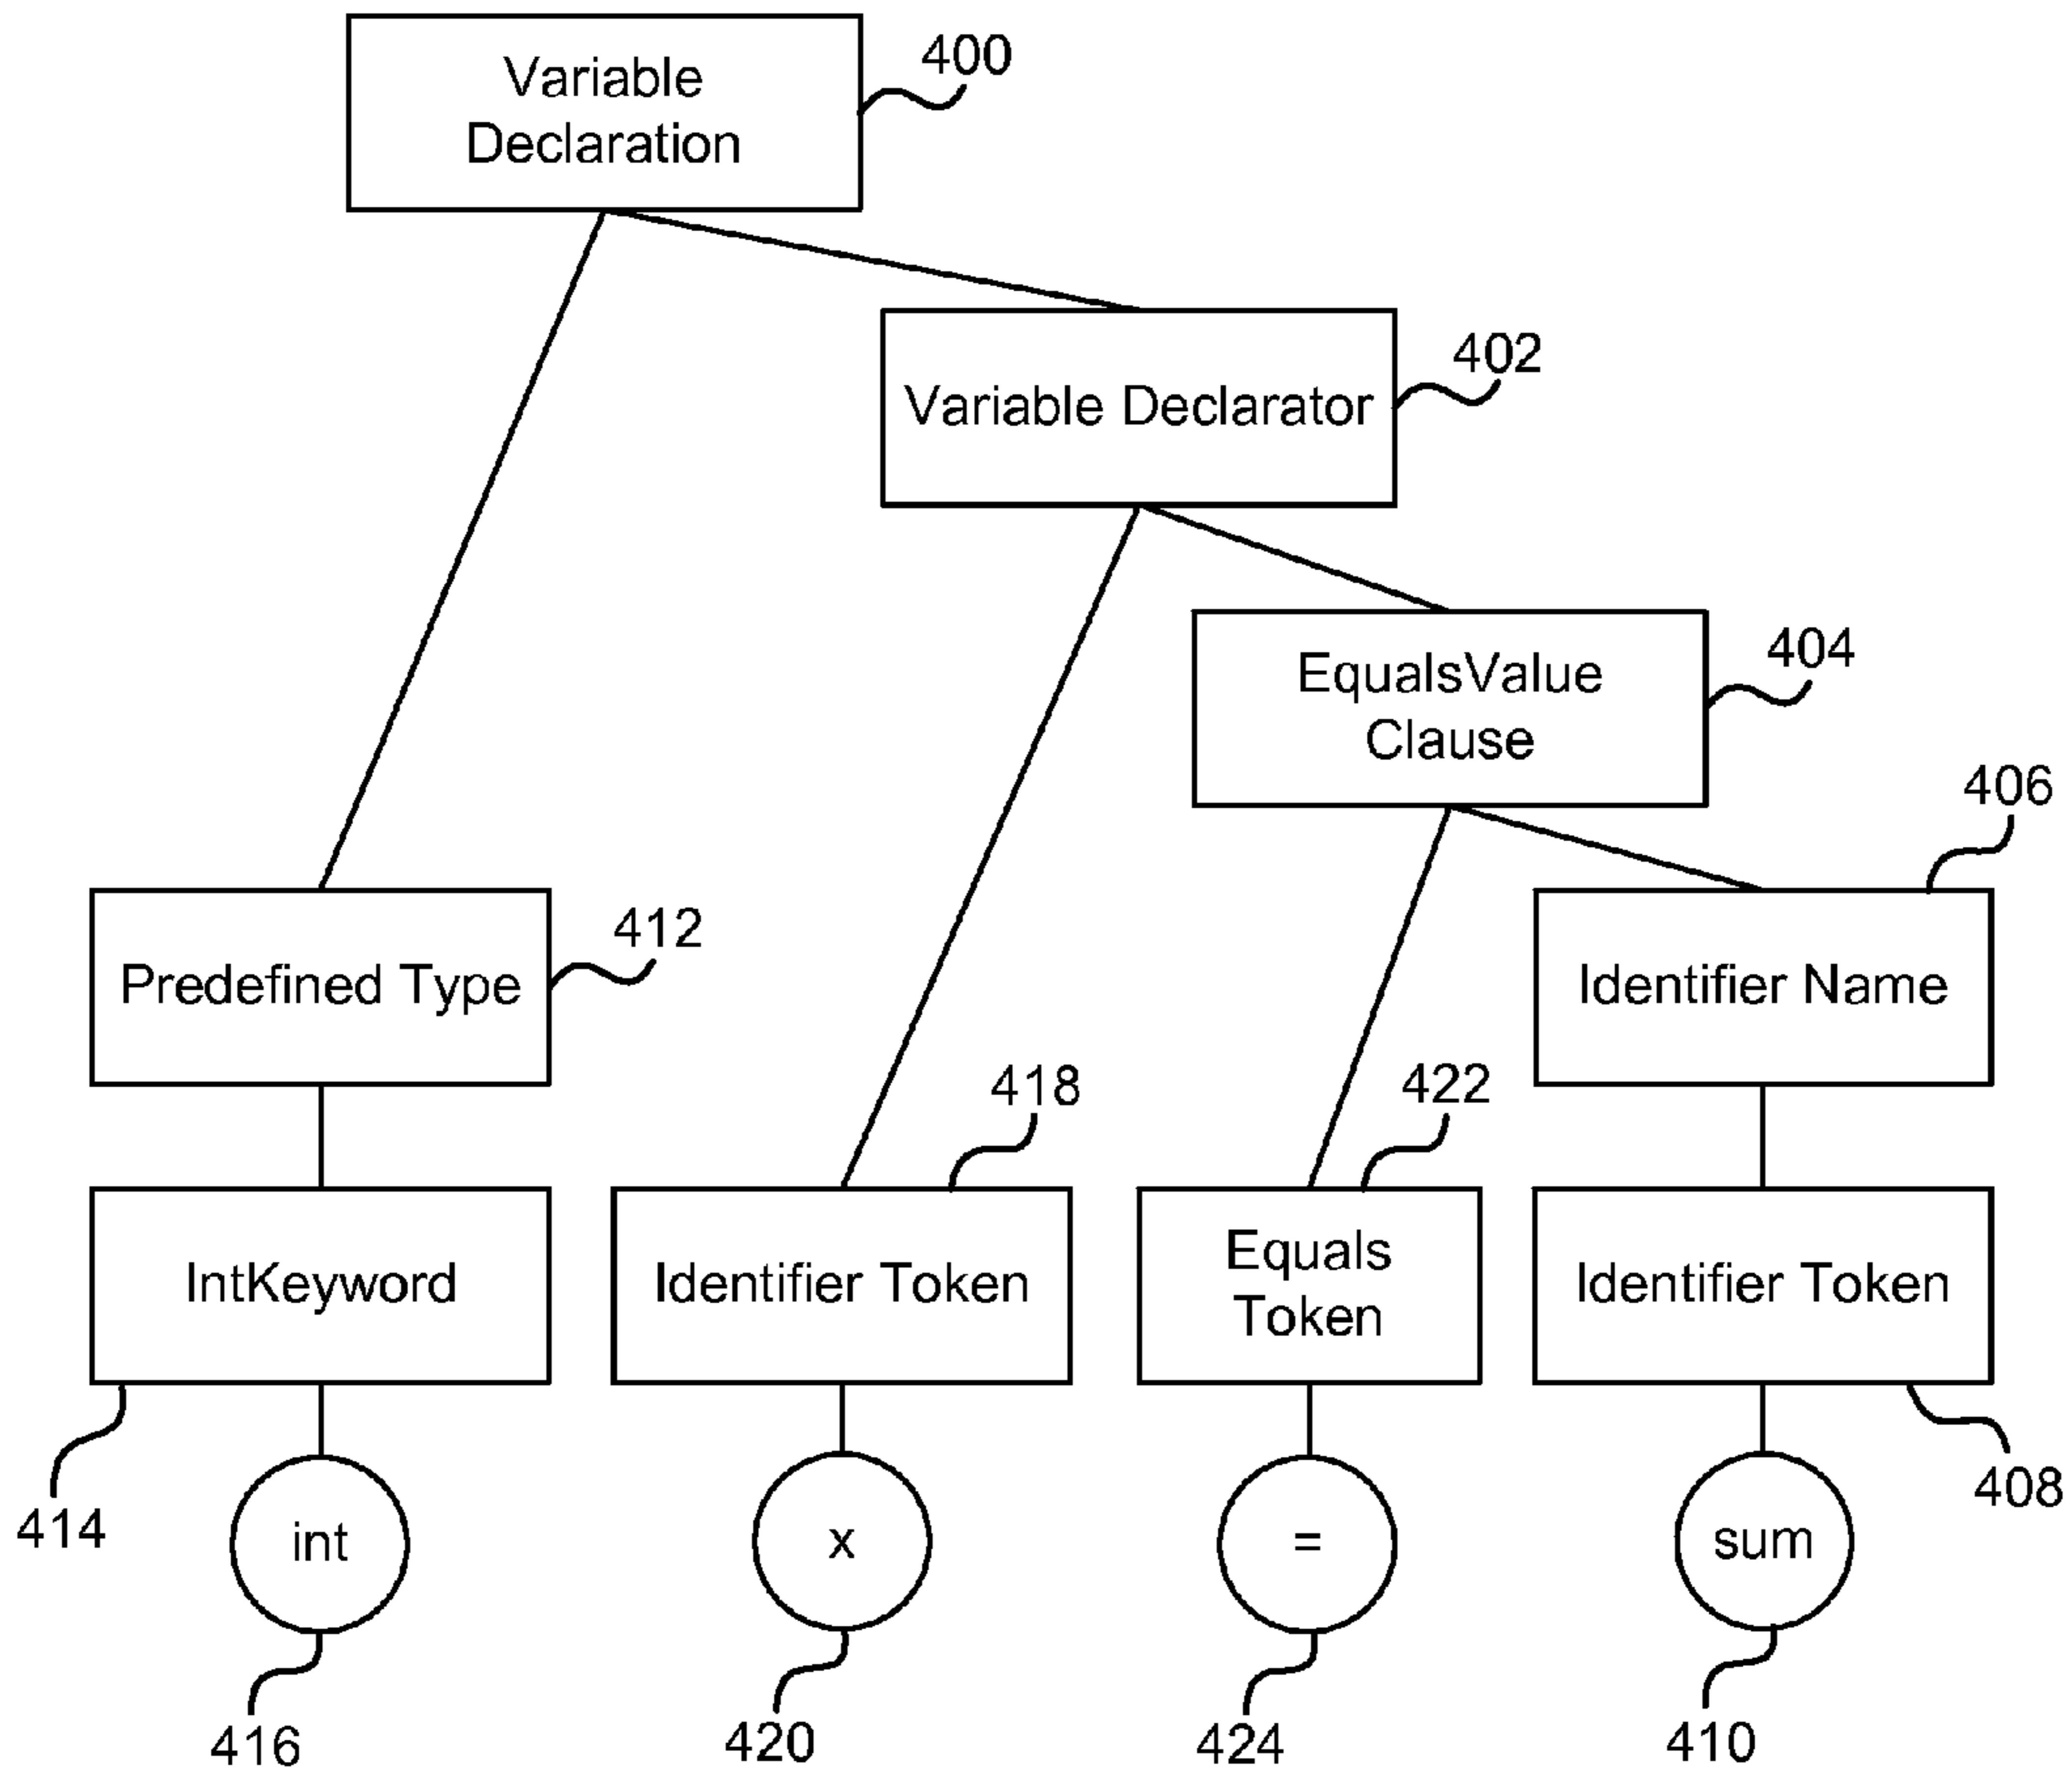 Variable
Declaration
400
Variable Declarator
402
EqualsValue
Clause
404
406
Predefined Type
412
Identifier Name
418
422
IntKeyword
Identifier Token
Equals
Token
Identifier Token
414
int
x
=
sum
408
416
420
424
410